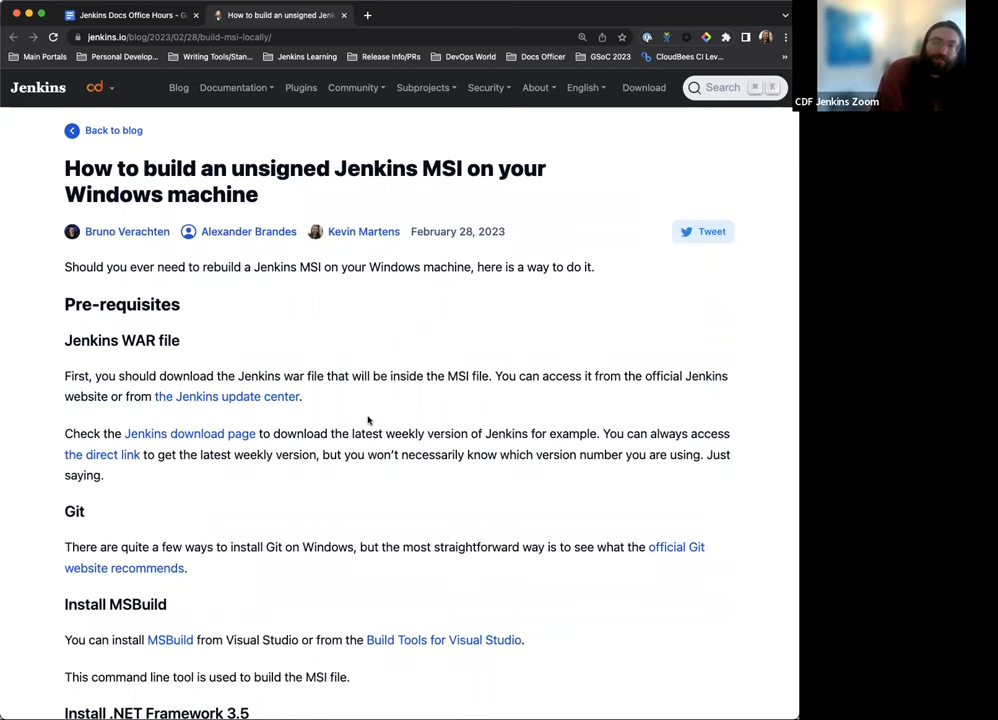 Jenkins Docs Office Hours - G
How to build an unsigned Jenk
jenkins.io/blog/2023/02/28/build-msi-locally/
Main Portals
Personal Develop...
Writing Tools/Stan...
Jenkins Learning
Release Info/PRs
DevOps World
Docs Officer
GSoC 2023
CloudBees CI Lev...
»
Jenkins
cd
Blog
Documentation
Plugins
Community
Subprojects
Security
About
English
Download
Search
K
Back to blog
How to build an unsigned Jenkins MSI on your
Windows machine
Bruno Verachten
Alexander Brandes
Kevin Martens
February 28, 2023
Tweet
Should you ever need to rebuild a Jenkins MSI on your Windows machine, here is a way to do it.
Pre-requisites
Jenkins WAR file
First, you should download the Jenkins war file that will be inside the MSI file. You can access it from the official Jenkins
website or from the Jenkins update center.
Check the Jenkins download page to download the latest weekly version of Jenkins for example. You can always access
the direct link to get the latest weekly version, but you won't necessarily know which version number you are using. Just
saying.
Git
There are quite a few ways to install Git on Windows, but the most straightforward way is to see what the official Git
website recommends.
Install MSBuild
You can install MSBuild from Visual Studio or from the Build Tools for Visual Studio.
This command line tool is used to build the MSI file.
Install .NET Framework 3.5
CDF Jenkins Zoom